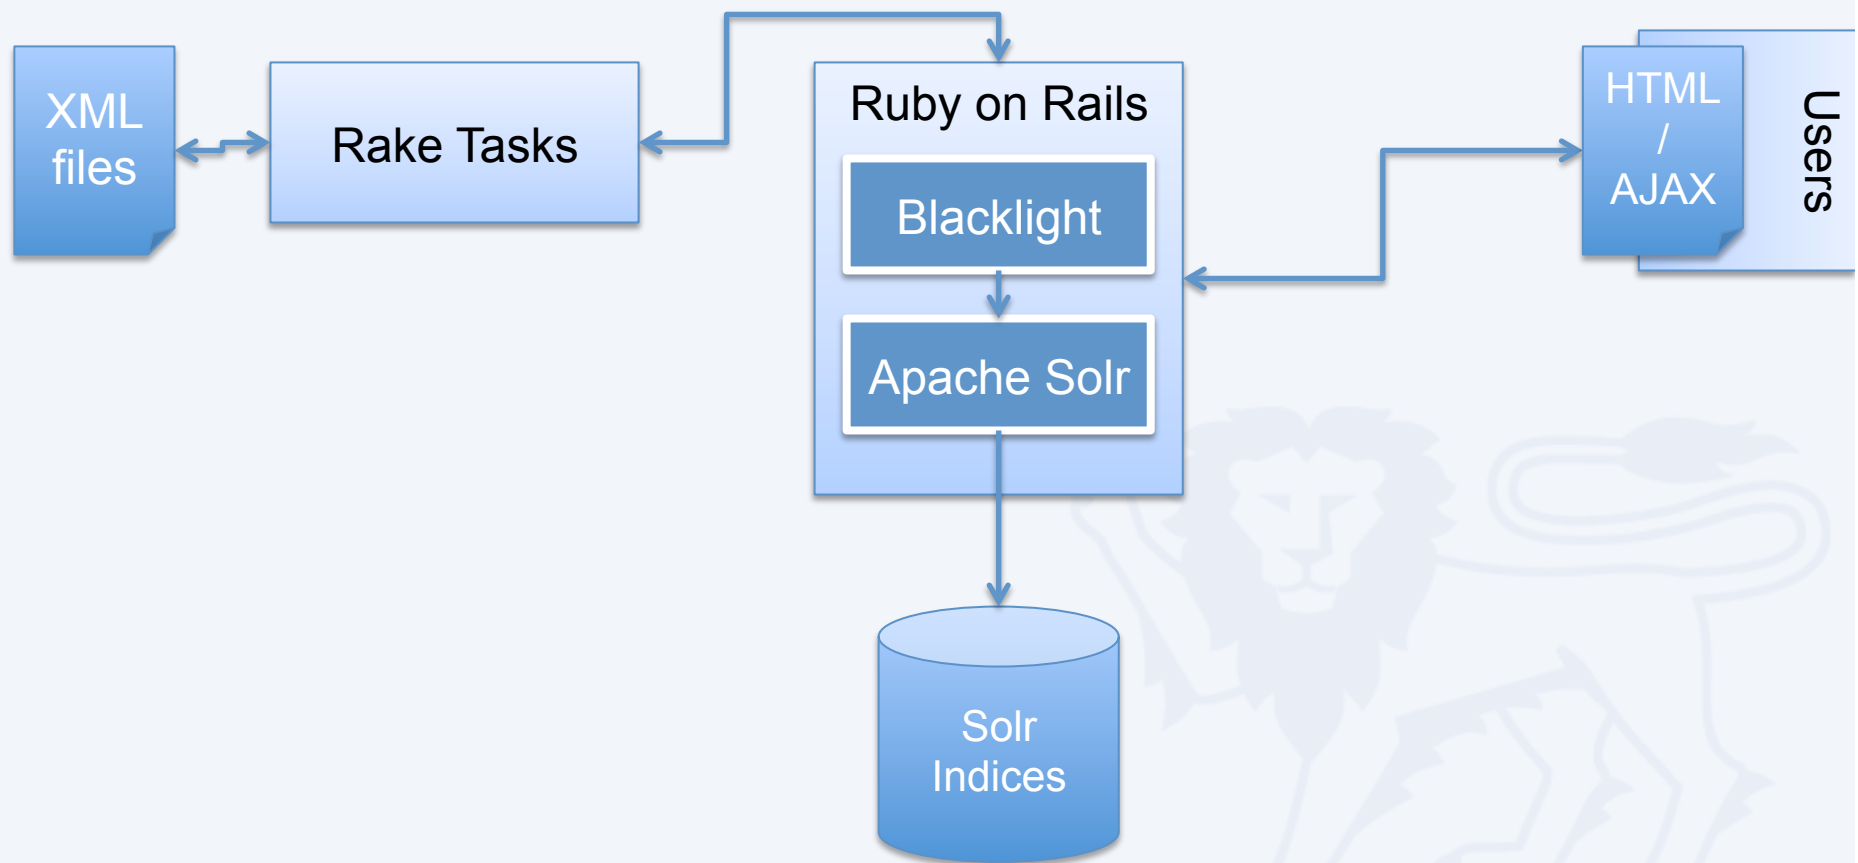 XML
files
Rake Tasks
Ruby on Rails
Blacklight
Apache Solr
Solr
Indices
HTML
/
AJAX
Users